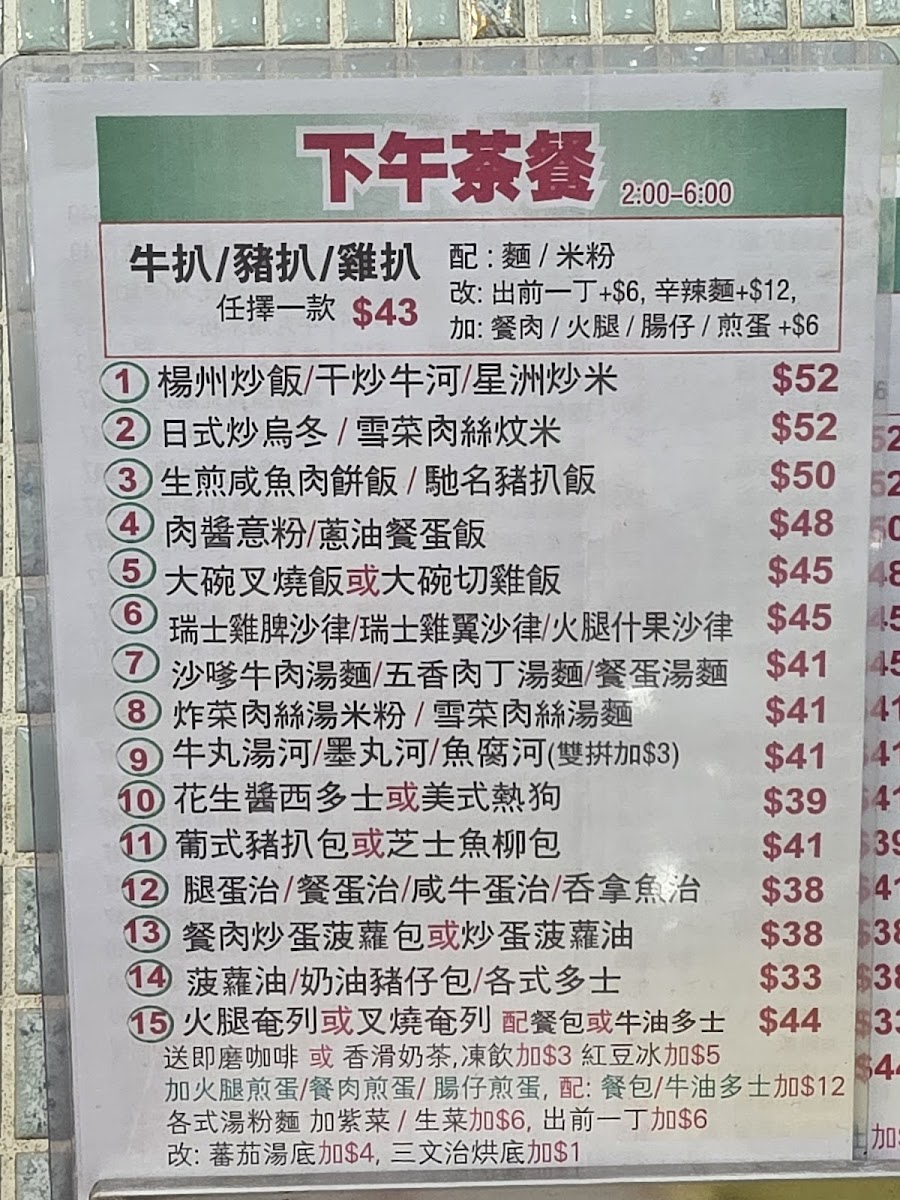 下午茶餐 2:00-6:00
牛扒/豬扒/雞扒
任擇一款 $43
配 : 麵 / 米粉
改: 出前一丁+$6, 辛辣麵+$12,
加: 餐肉 / 火腿 / 腸仔 / 煎蛋 +$6
1 楊州炒飯/干炒牛河/星洲炒米 $52
2 日式炒烏冬 / 雪菜肉絲炆米 $52
3 生煎咸魚肉餅飯 / 馳名豬扒飯 $50
4 肉醬意粉/蔥油餐蛋飯 $48
5 大碗叉燒飯或大碗切雞飯 $45
6 瑞士雞脾沙律/瑞士雞翼沙律/火腿什果沙律 $45
7 沙嗲牛肉湯麵/五香肉丁湯麵/餐蛋湯麵 $41
8 炸菜肉絲湯米粉 / 雪菜肉絲湯麵 $41
9 牛丸湯河/墨丸河/魚腐河(雙拼加$3) $41
10 花生醬西多士或美式熱狗 $39
11 葡式豬扒包或芝士魚柳包 $41
12 腿蛋治/餐蛋治/咸牛蛋治/吞拿魚治 $38
13 餐肉炒蛋菠蘿包或炒蛋菠蘿油 $38
14 菠蘿油/奶油豬仔包/各式多士 $33
15 火腿奄列或叉燒奄列 配餐包或牛油多士 $44
送即磨咖啡 或 香滑奶茶,凍飲加$3 紅豆冰加$5
加火腿煎蛋/餐肉煎蛋/ 腸仔煎蛋, 配: 餐包/牛油多士加$12
各式湯粉麵 加紫菜 / 生菜加$6, 出前一丁加$6
改: 蕃茄湯底加$4, 三文治烘底加$1